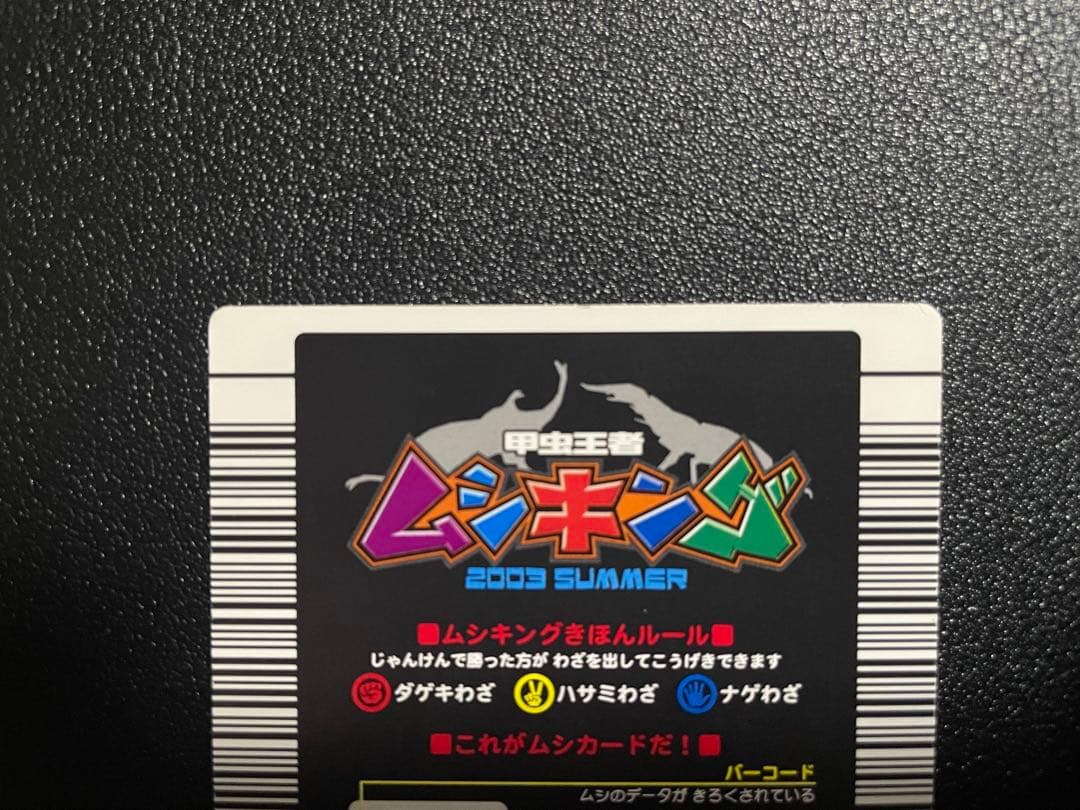 甲虫王者
ムシキング
2003 SUMMER
■ムシキングきほんルール■
じゃんけんで勝った方が わざを出してこうげきできます
ダゲキわざ ハサミわざ ナゲわざ
■これがムシカードだ！■
バーコード
ムシのデータが きろくされている